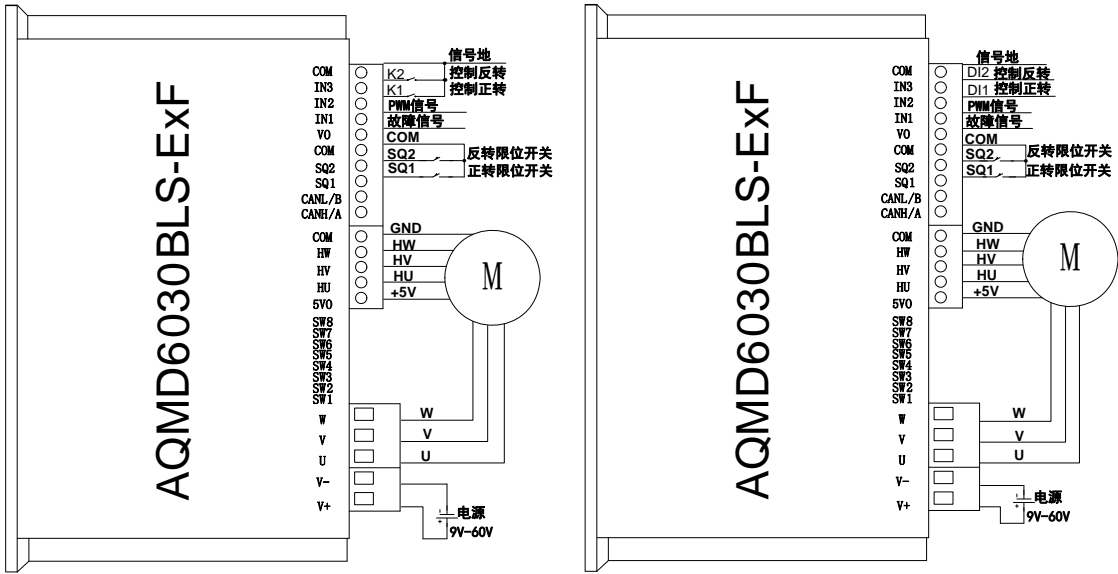 AQMD6030BLS-ExF
COM
IN3
IN2
IN1
VO
COM
SQ2
SQ1
CANL/B
CANH/A
COM
HW
HV
HU
5VO
SW8
SW7
SW6
SW5
SW4
SW3
SW2
SW1
W
V
U
V-
V+
信号地
K2 控制反转
K1 控制正转
PWM信号
故障信号
COM
SQ2 反转限位开关
SQ1 正转限位开关
GND
HW
HV
HU
+5V
M
W
V
U
电源
9V-60V
AQMD6030BLS-ExF
COM
IN3
IN2
IN1
VO
COM
SQ2
SQ1
CANL/B
CANH/A
COM
HW
HV
HU
5VO
SW8
SW7
SW6
SW5
SW4
SW3
SW2
SW1
W
V
U
V-
V+
信号地
DI2 控制反转
DI1 控制正转
PWM信号
故障信号
COM
SQ2 反转限位开关
SQ1 正转限位开关
GND
HW
HV
HU
+5V
M
W
V
U
电源
9V-60V